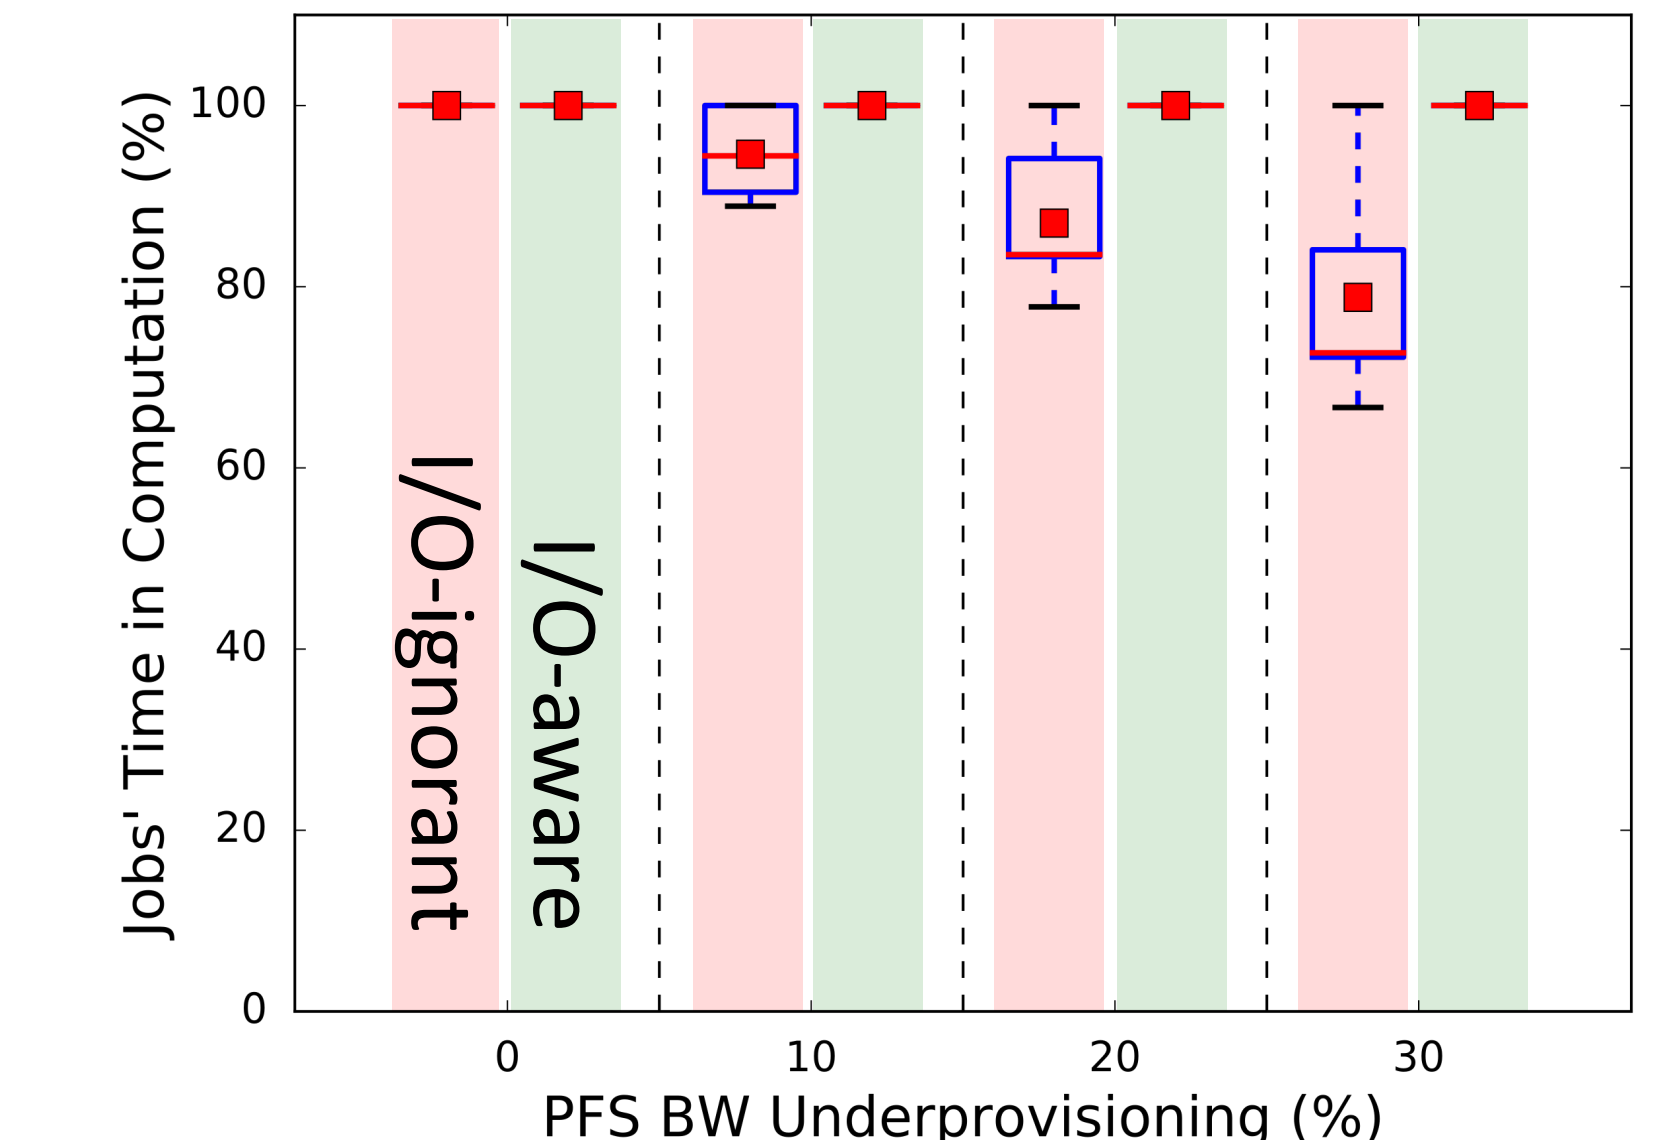 Jobs' Time in Computation (%)
100
80
60
40
20
0
I/O-ignorant
I/O-aware
0 10 20 30
PFS BW Underprovisioning (%)